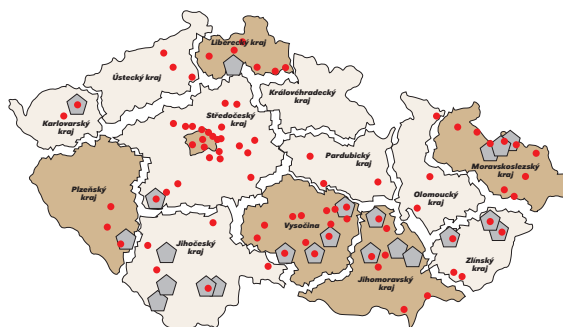 Liberecký kraj
Ústecký kraj
Královéhradecký
kraj
Karlovarský
kraj
Středočeský
kraj
Pardubický
kraj
Moravskoslezský
kraj
Plzeňský
kraj
Olomoucký
kraj
Vysočina
Jihočeský
kraj
Zlínský
kraj
Jihomoravský
kraj